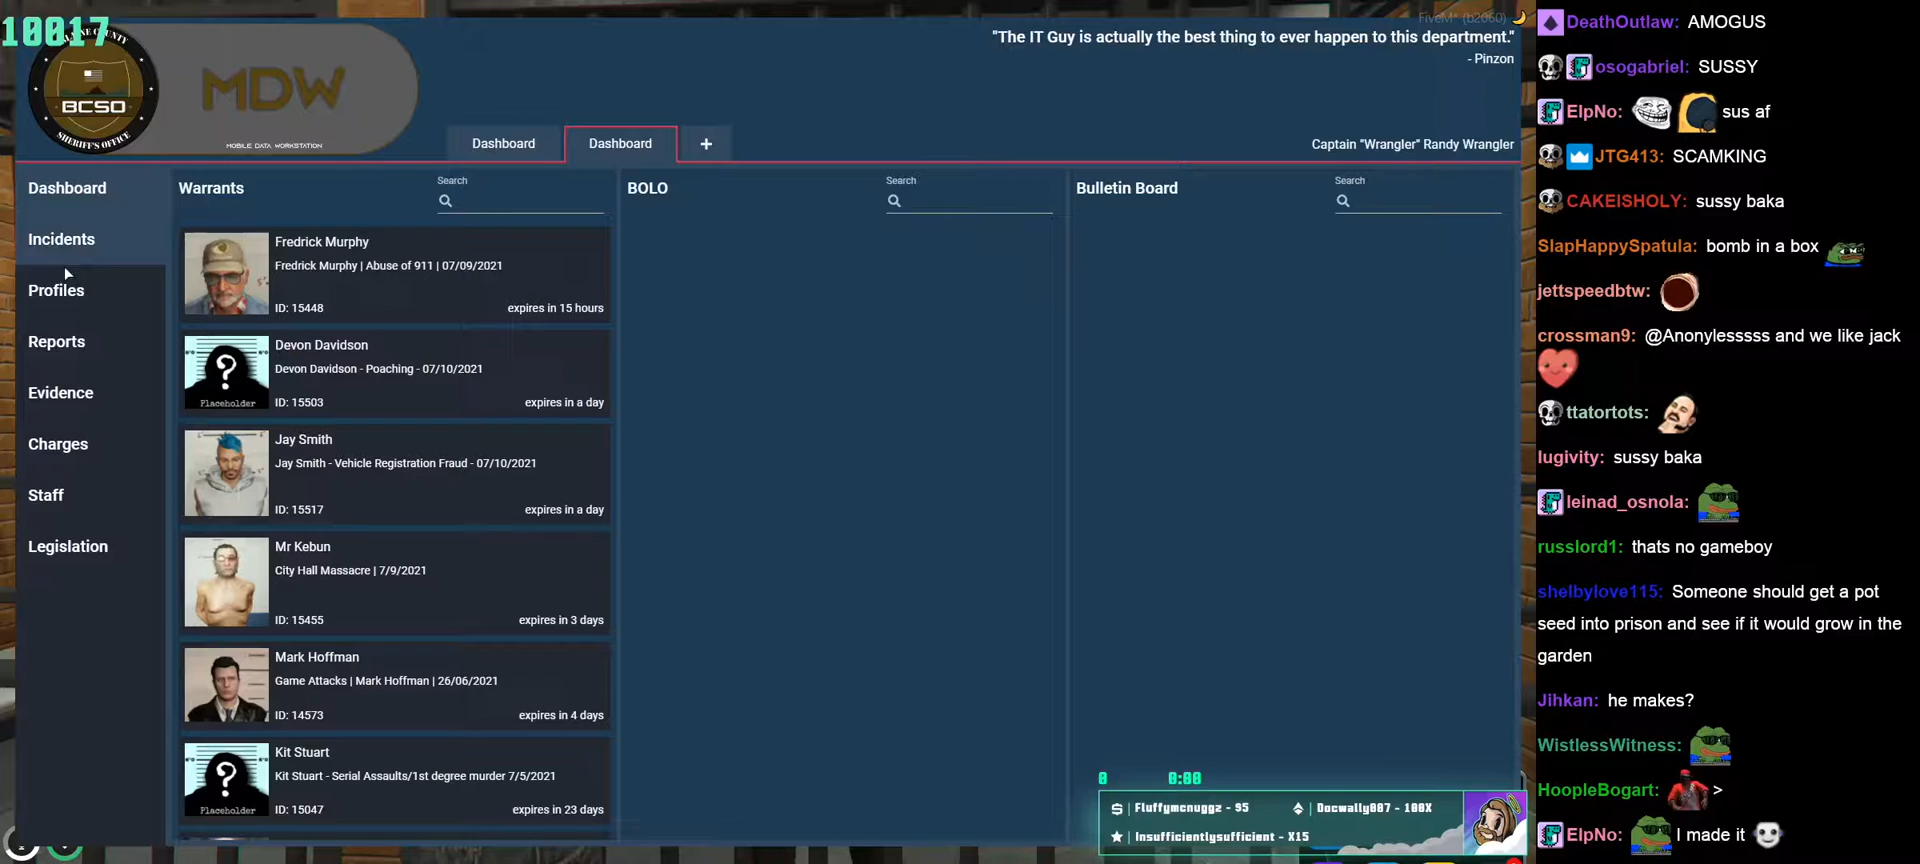 10017
FiveM® (b2060)
"The IT Guy is actually the best thing to ever happen to this department."
- Pinzon
BCSO
SHERIFF'S OFFICE
MDW
MOBILE DATA WORKSTATION
Dashboard
Dashboard
+
Captain "Wrangler" Randy Wrangler
Dashboard
Incidents
Profiles
Reports
Evidence
Charges
Staff
Legislation
Warrants
Search
Fredrick Murphy
Fredrick Murphy | Abuse of 911 | 07/09/2021
ID: 15448
expires in 15 hours
Devon Davidson
Devon Davidson - Poaching - 07/10/2021
ID: 15503
expires in a day
?
Placeholder
Jay Smith
Jay Smith - Vehicle Registration Fraud - 07/10/2021
ID: 15517
expires in a day
Mr Kebun
City Hall Massacre | 7/9/2021
ID: 15455
expires in 3 days
Mark Hoffman
Game Attacks | Mark Hoffman | 26/06/2021
ID: 14573
expires in 4 days
Kit Stuart
Kit Stuart - Serial Assaults/1st degree murder 7/5/2021
ID: 15047
expires in 23 days
?
Placeholder
BOLO
Search
Bulletin Board
Search
0
0:00
Fluffymcnuggz - 95
Docwally007 - 100X
Insufficientlysufficient - X15
DeathOutlaw: AMOGUS
osogabriel: SUSSY
ElpNo: sus af
JTG413: SCAMKING
CAKEISHOLY: sussy baka
SlapHappySpatula: bomb in a box
jettspeedbtw:
crossman9: @Anonylesssss and we like jack
ttatortots:
lugivity: sussy baka
leinad_osnola:
russlord1: thats no gameboy
shelbylove115: Someone should get a pot
seed into prison and see if it would grow in the
garden
Jihkan: he makes?
WistlessWitness:
HoopleBogart: >
ElpNo: I made it